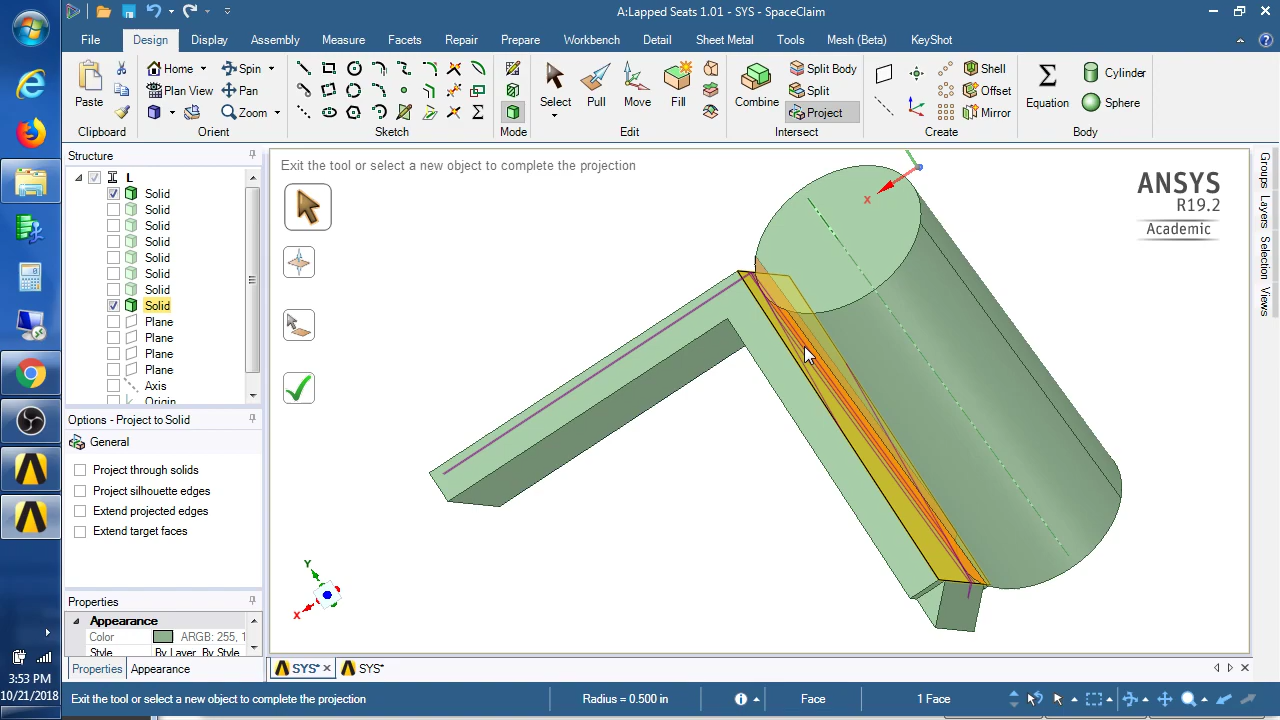 A:Lapped Seats 1.01 - SYS - SpaceClaim
File Design Display Assembly Measure Facets Repair Prepare Workbench Detail Sheet Metal Tools Mesh (Beta) KeyShot
Paste
Clipboard
Home Spin
Plan View Pan
Zoom
Orient
Sketch
Mode
Select Pull Move Fill
Edit
Combine
Split Body
Split
Project
Intersect
Shell
Offset
Mirror
Create
Equation
Cylinder
Sphere
Body
Structure
L
Solid
Solid
Solid
Solid
Solid
Solid
Solid
Solid
Plane
Plane
Plane
Plane
Axis
Origin
Options - Project to Solid
General
Project through solids
Project silhouette edges
Extend projected edges
Extend target faces
Properties
Appearance
Color ARGB: 255, 1
Style By Layer, By Style
Properties Appearance
Exit the tool or select a new object to complete the projection
X
ANSYS
R19.2
Academic
Y
X
Groups
Layers
Selection
Views
SYS* SYS*
Exit the tool or select a new object to complete the projection Radius = 0.500 in Face 1 Face
3:53 PM
10/21/2018